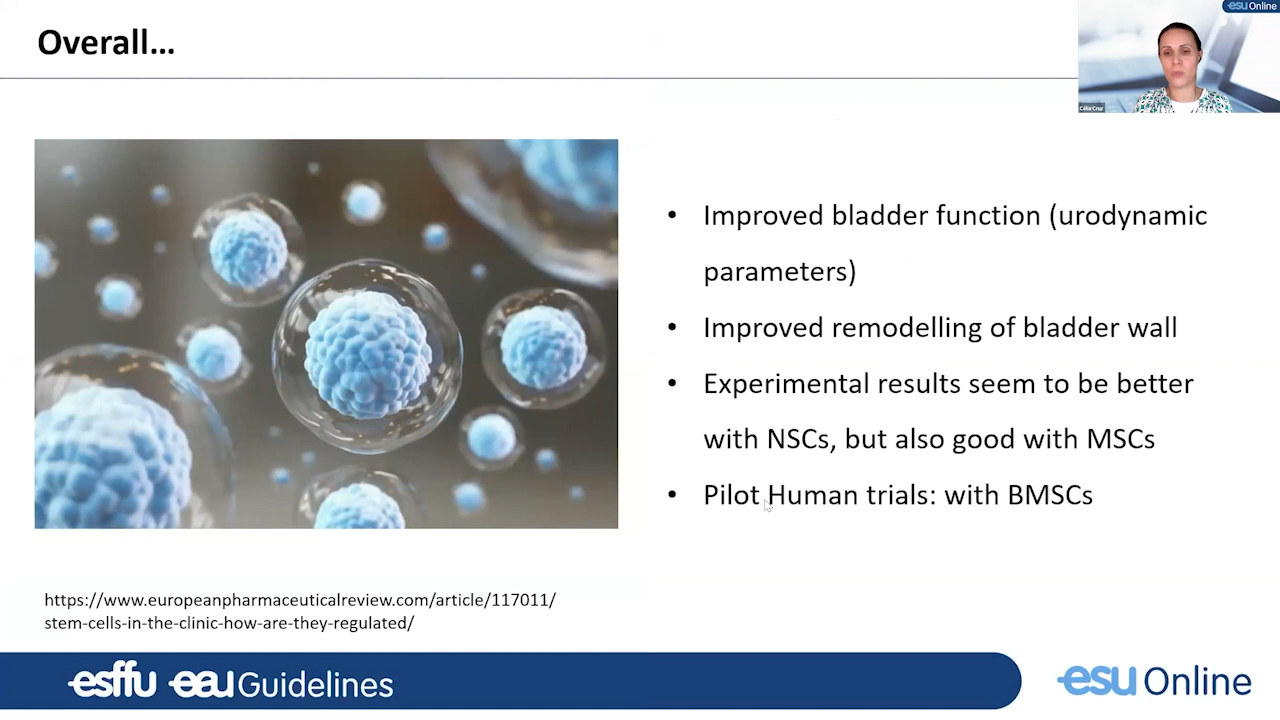 Overall...
esu Online
Célia Cruz
• Improved bladder function (urodynamic
parameters)
• Improved remodelling of bladder wall
• Experimental results seem to be better
with NSCs, but also good with MSCs
• Pilot Human trials: with BMSCs
https://www.europeanpharmaceuticalreview.com/article/117011/
stem-cells-in-the-clinic-how-are-they-regulated/
esffu eau Guidelines
esu Online